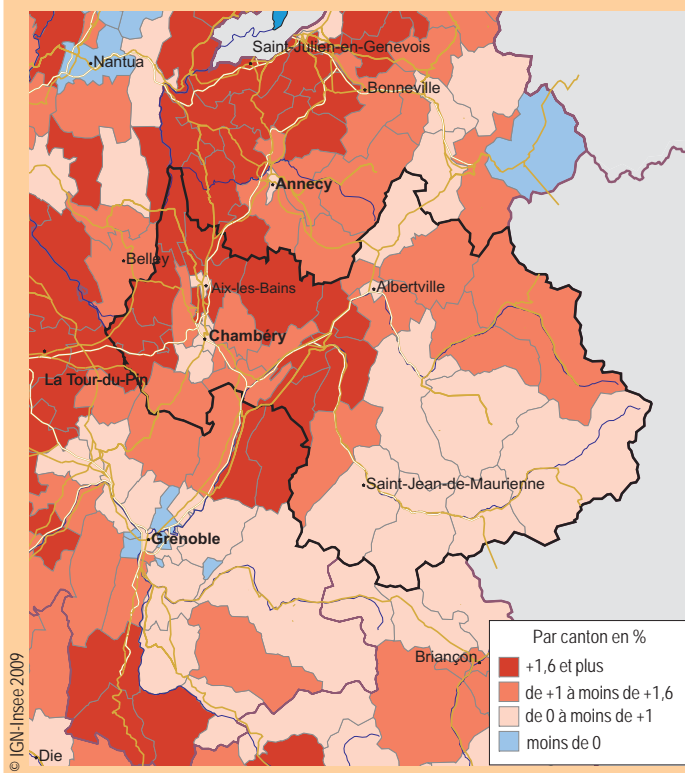 Saint-Julien-en-Genevois
Nantua
Bonneville
Annecy
Belley
Aix-les-Bains
Albertville
Chambéry
La Tour-du-Pin
Saint-Jean-de-Maurienne
Grenoble
Briançon
Die
Par canton en %
+1,6 et plus
de +1 à moins de +1,6
de 0 à moins de +1
moins de 0
© IGN-Insee 2009